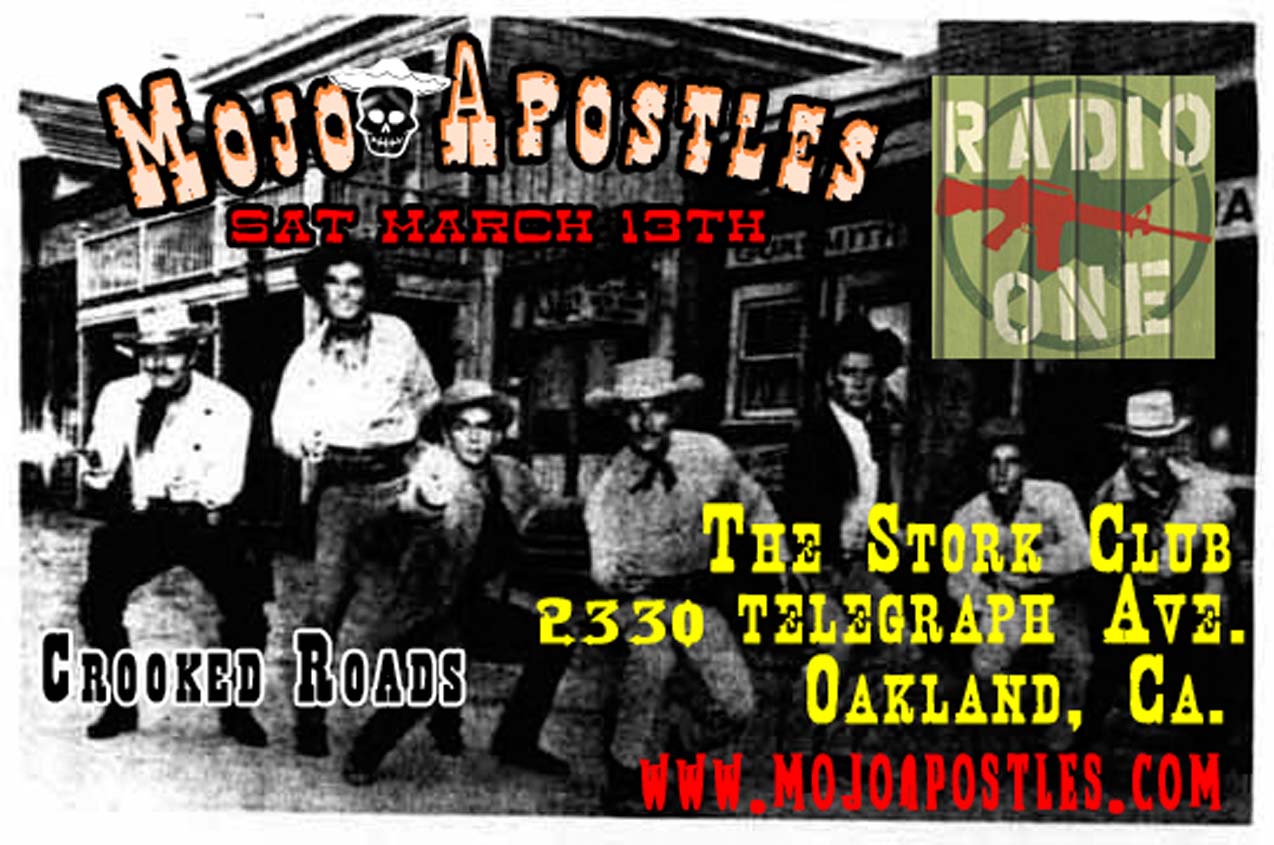 Mojo Apostles
SAT MARCH 13TH
RADIO
ONE
GUNSMITH
A
The Stork Club
2330 Telegraph Ave.
Oakland, Ca.
Crooked Roads
www.mojoapostles.com